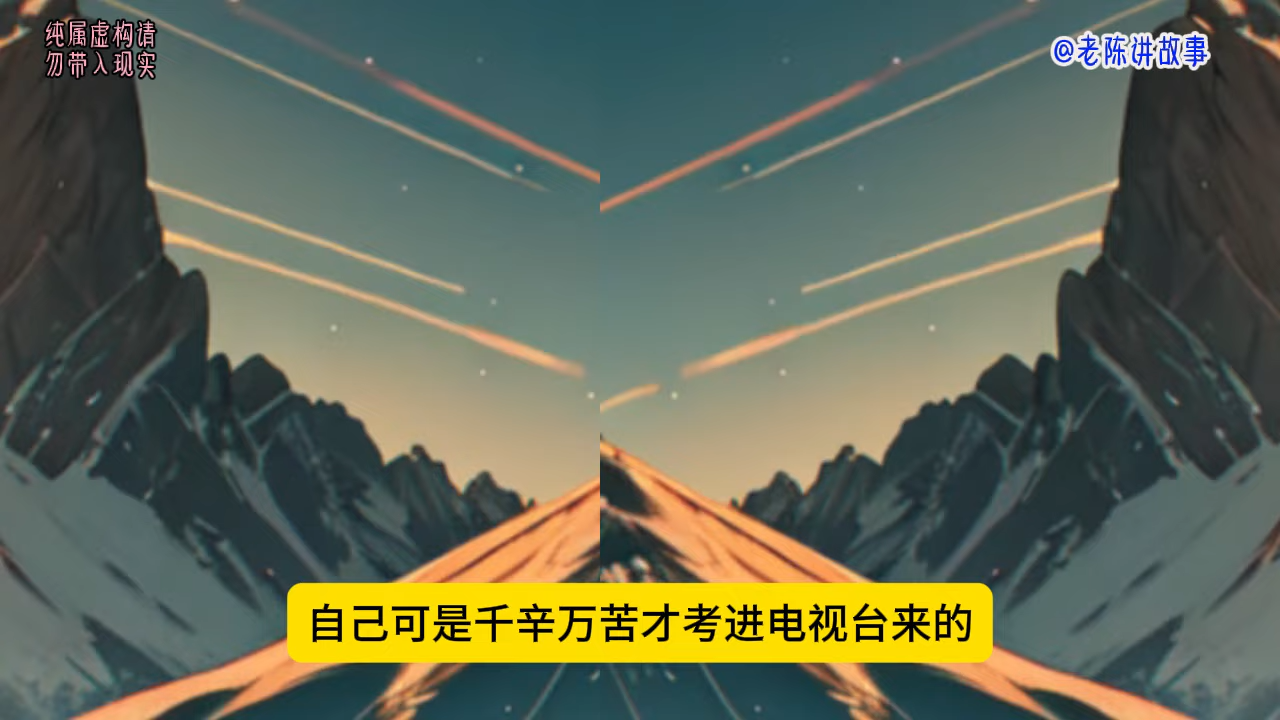 纯属虚构请
勿带入现实
@老陈讲故事
自己可是千辛万苦才考进电视台来的